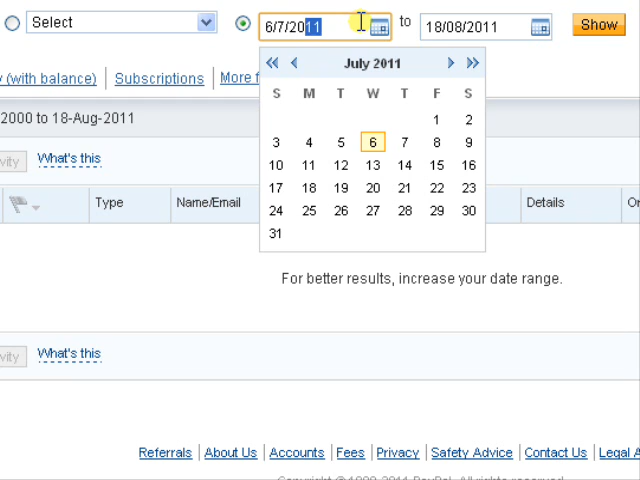 Select 6/7/2011 to 18/08/2011 Show
July 2011
S M T W T F S
1 2
3 4 5 6 7 8 9
10 11 12 13 14 15 16
17 18 19 20 21 22 23
24 25 26 27 28 29 30
31
(with balance) Subscriptions More
2000 to 18-Aug-2011
What's this
Type Name/Email Details
For better results, increase your date range.
What's this
Referrals About Us Accounts Fees Privacy Safety Advice Contact Us Legal